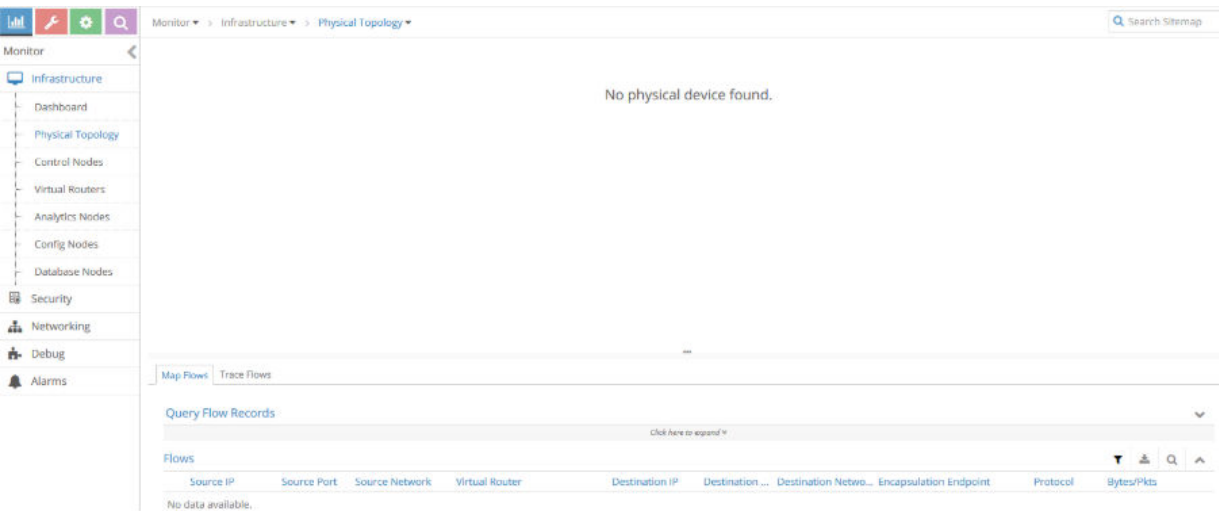 Monitor > Infrastructure > Physical Topology
Search Sitemap
Monitor
Infrastructure
Dashboard
Physical Topology
Control Nodes
Virtual Routers
Analytics Nodes
Config Nodes
Database Nodes
Security
Networking
Debug
Alarms
No physical device found.
Map Flows Trace Flows
Query Flow Records
Click here to expand
Flows
Source IP Source Port Source Network Virtual Router Destination IP Destination ... Destination Netwo... Encapsulation Endpoint Protocol Bytes/Pkts
No data available.